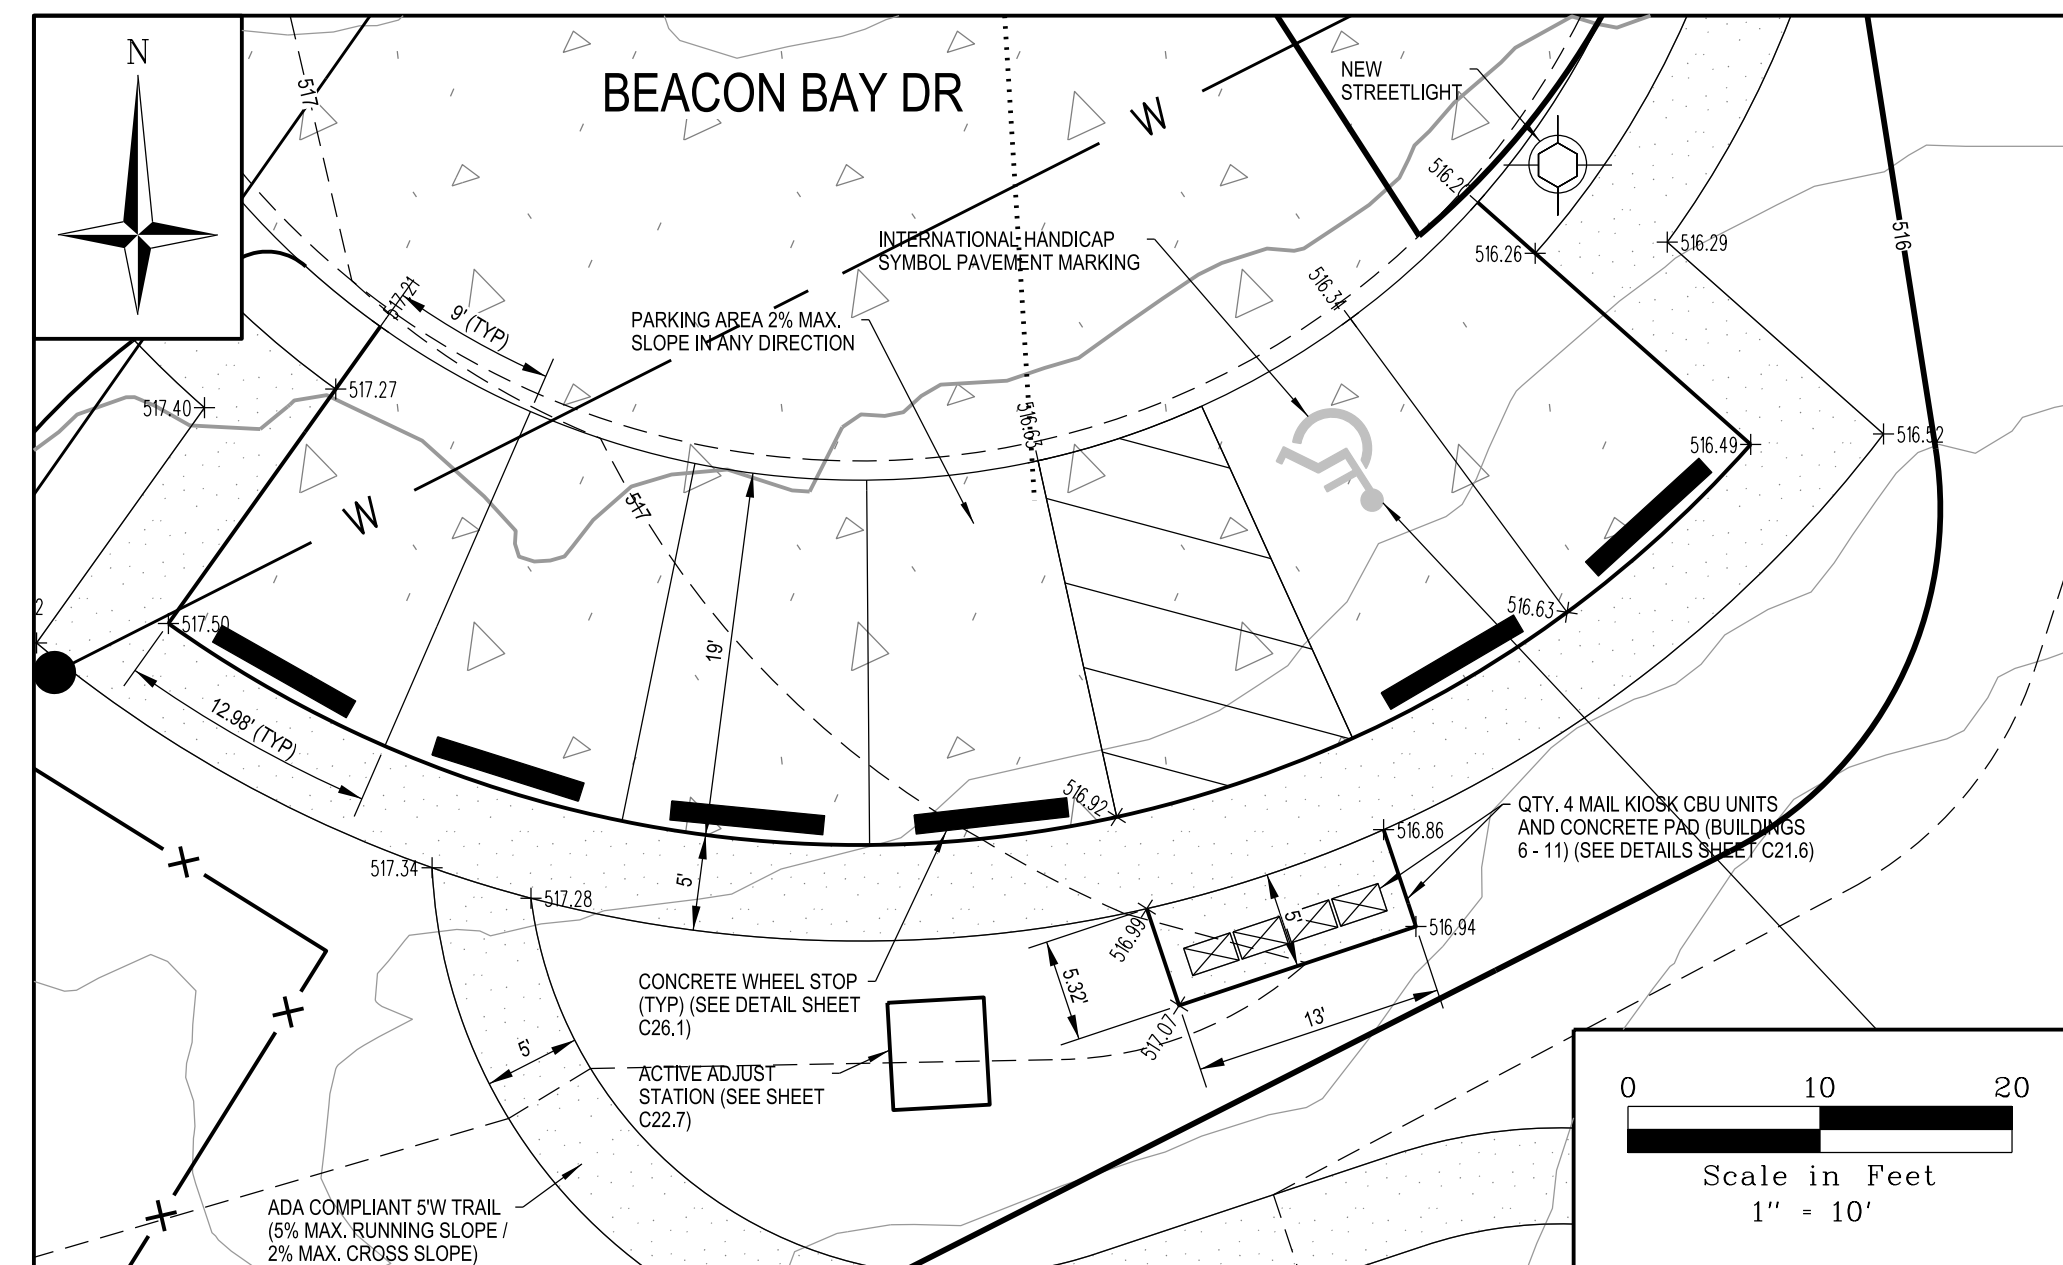 N
BEACON BAY DR
NEW
STREETLIGHT
517
W
516.26
516.29
516
INTERNATIONAL HANDICAP
SYMBOL PAVEMENT MARKING
517.21
9' (TYP)
516.34
PARKING AREA 2% MAX.
SLOPE IN ANY DIRECTION
517.40
517.27
516.63
516.49
516.52
517
W
517.50
19'
516.63
12.98' (TYP)
516.92
QTY. 4 MAIL KIOSK CBU UNITS
AND CONCRETE PAD (BUILDINGS
6 - 11) (SEE DETAILS SHEET C21.6)
516.86
517.34
517.28
5'
516.99
5'
516.94
CONCRETE WHEEL STOP
(TYP) (SEE DETAIL SHEET
C26.1)
5.32'
517.07
13'
5'
ACTIVE ADJUST
STATION (SEE SHEET
C22.7)
ADA COMPLIANT 5'W TRAIL
(5% MAX. RUNNING SLOPE /
2% MAX. CROSS SLOPE)
0 10 20
Scale in Feet
1" = 10'